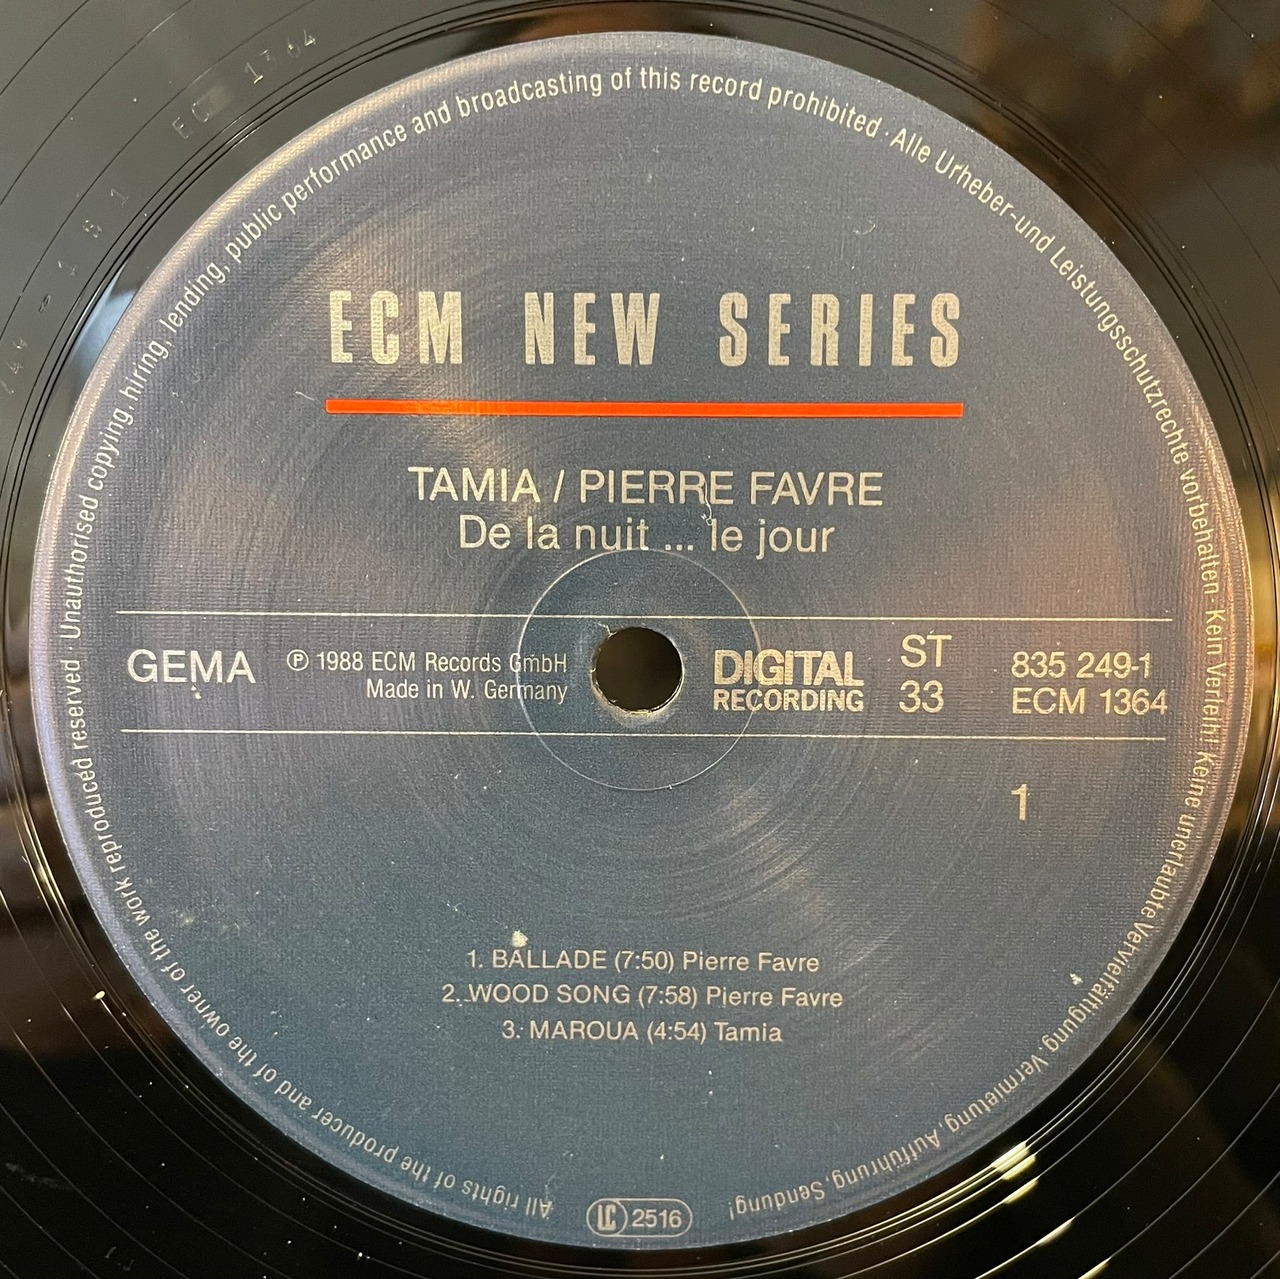 ECM NEW SERIES
TAMIA / PIERRE FAVRE
De la nuit ... le jour
GEMA
℗ 1988 ECM Records GmbH
Made in W. Germany
DIGITAL
RECORDING
ST
33
835 249-1
ECM 1364
1
1. BALLADE (7:50) Pierre Favre
2. WOOD SONG (7:58) Pierre Favre
3. MAROUA (4:54) Tamia
All rights of the producer and of the owner of the work reproduced reserved · Unauthorised copying, hiring, lending, public performance and broadcasting of this record prohibited · Alle Urheber-und Leistungsschutzrechte vorbehalten · Kein Verleih! Keine unerlaubte Vervielfältigung, Vermietung, Aufführung, Sendung!
LC 2516